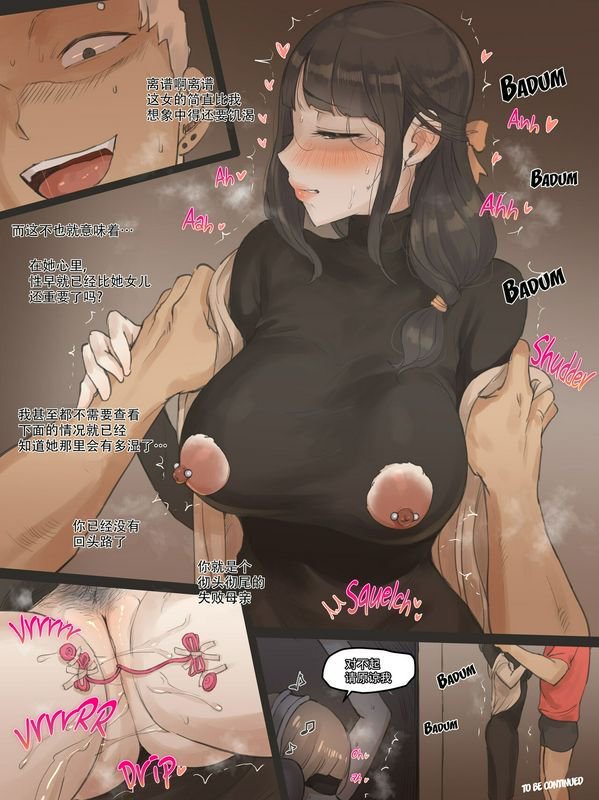 离谱啊离谱
这女的简直比我
想象中得还要饥渴
BADUM
Anh
Ah
BADUM
Aah
Ahh
而这不也就意味着…
在她心里,
性早就已经比她女儿
还重要了吗?
BADUM
Shudder
我甚至都不需要查看
下面的情况就已经
知道她那里会有多湿了…
你已经没有
回头路了
你就是个
彻头彻尾的
失败母亲
Squelch
Vrrrrr
VrrrRR
Drip
对不起
请原谅我
Oh
ah
BADUM
BADUM
TO BE CONTINUED